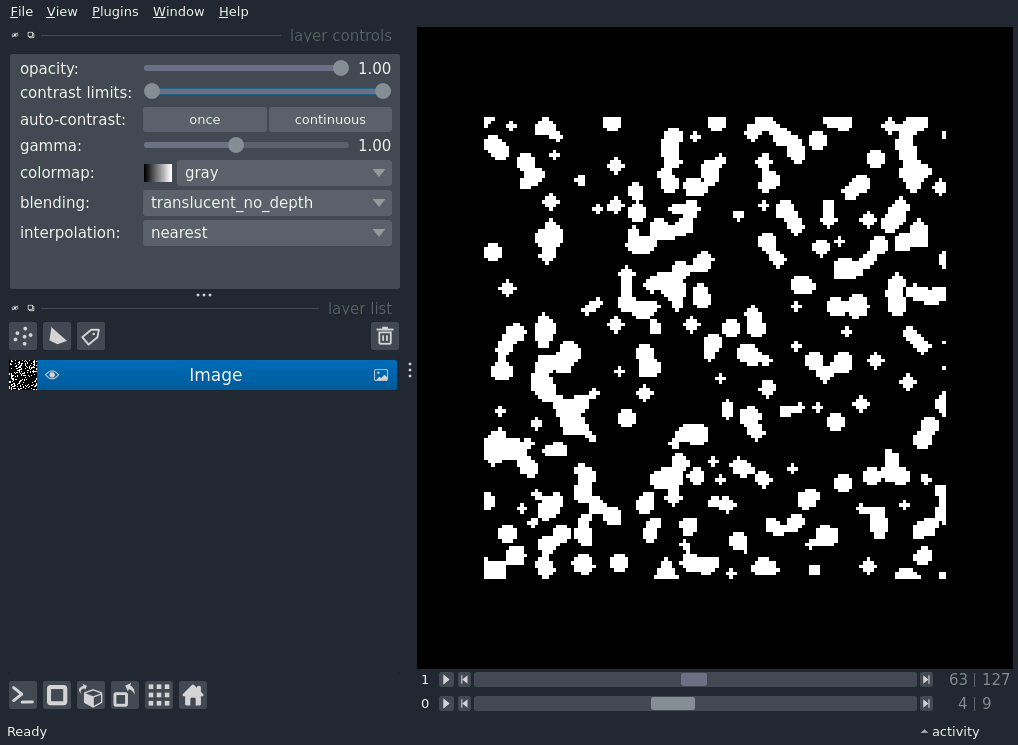 File View Plugins Window Help
layer controls
opacity: 1.00
contrast limits:
auto-contrast: once continuous
gamma: 1.00
colormap: gray
blending: translucent_no_depth
interpolation: nearest
layer list
Image
1 63 | 127
0 4 | 9
Ready activity